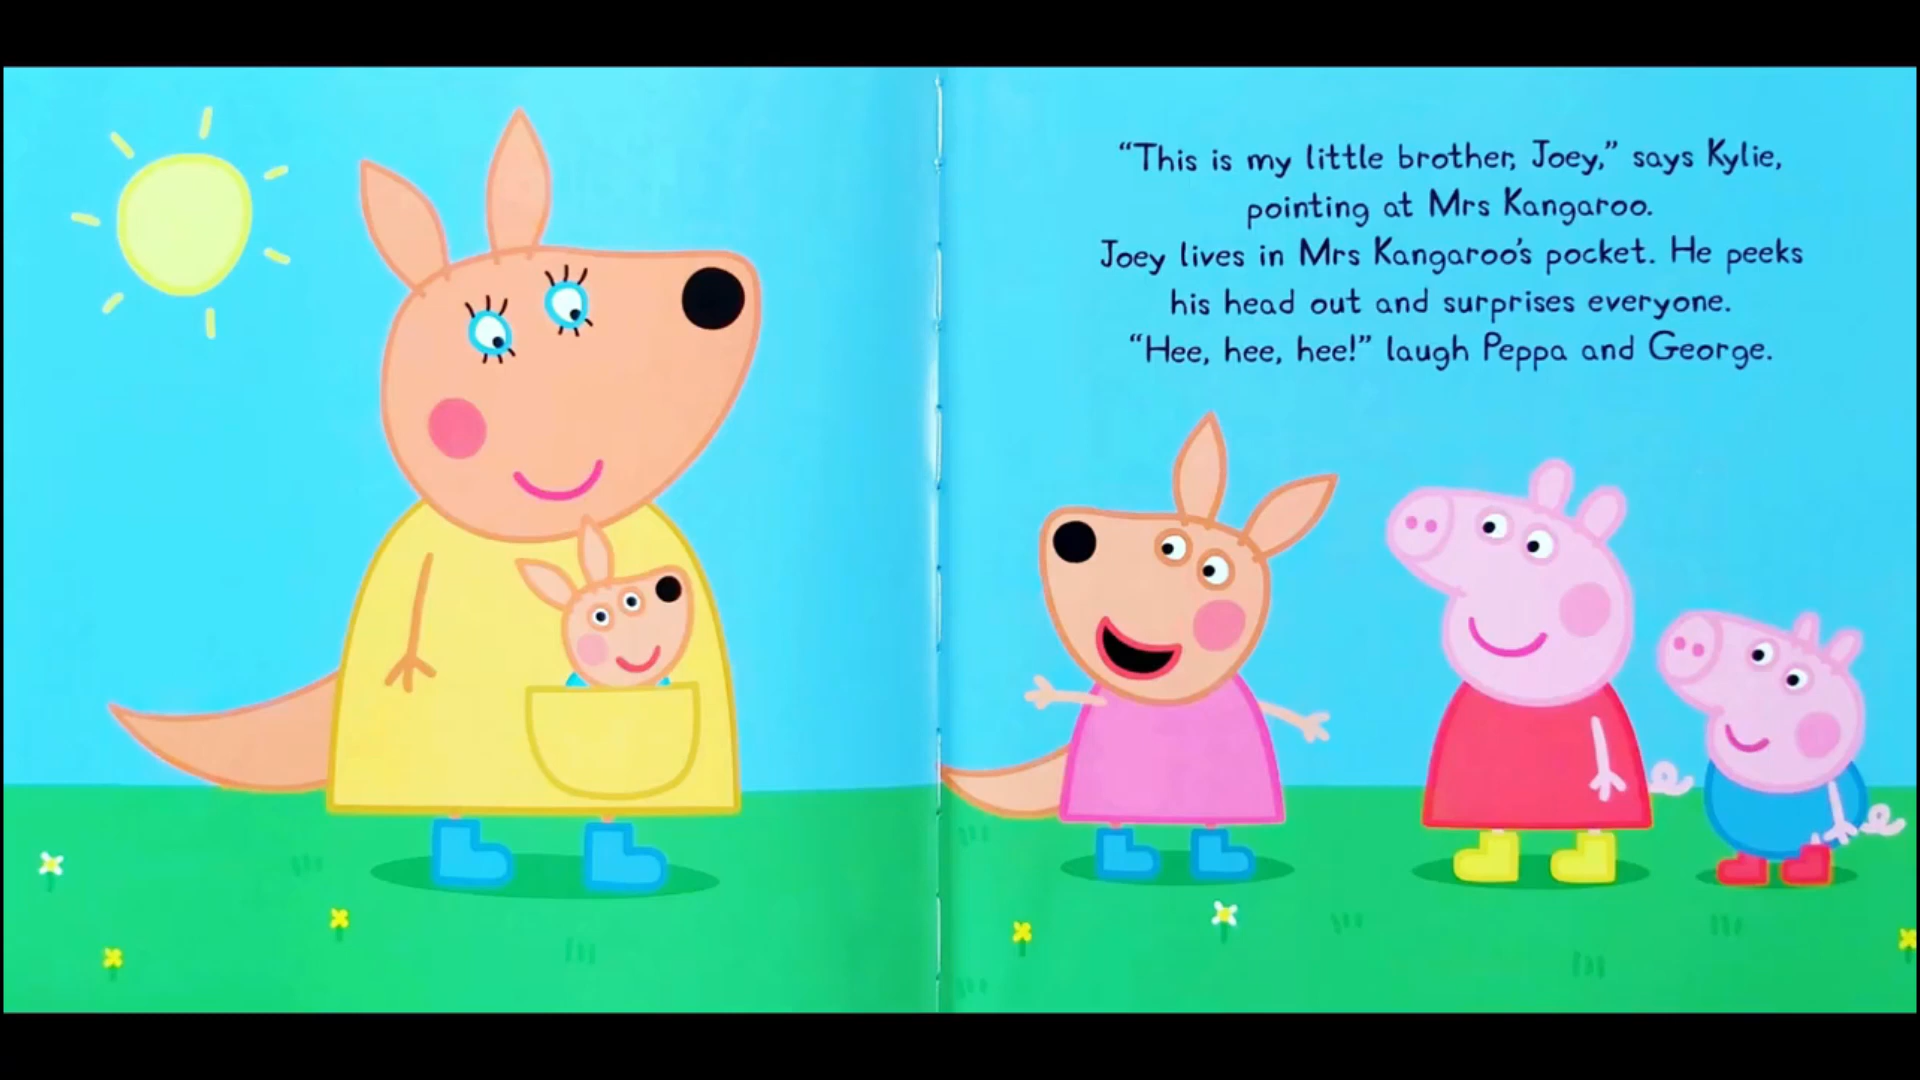 “This is my little brother, Joey,” says Kylie,
pointing at Mrs Kangaroo.
Joey lives in Mrs Kangaroo’s pocket. He peeks
his head out and surprises everyone.
“Hee, hee, hee!” laugh Peppa and George.